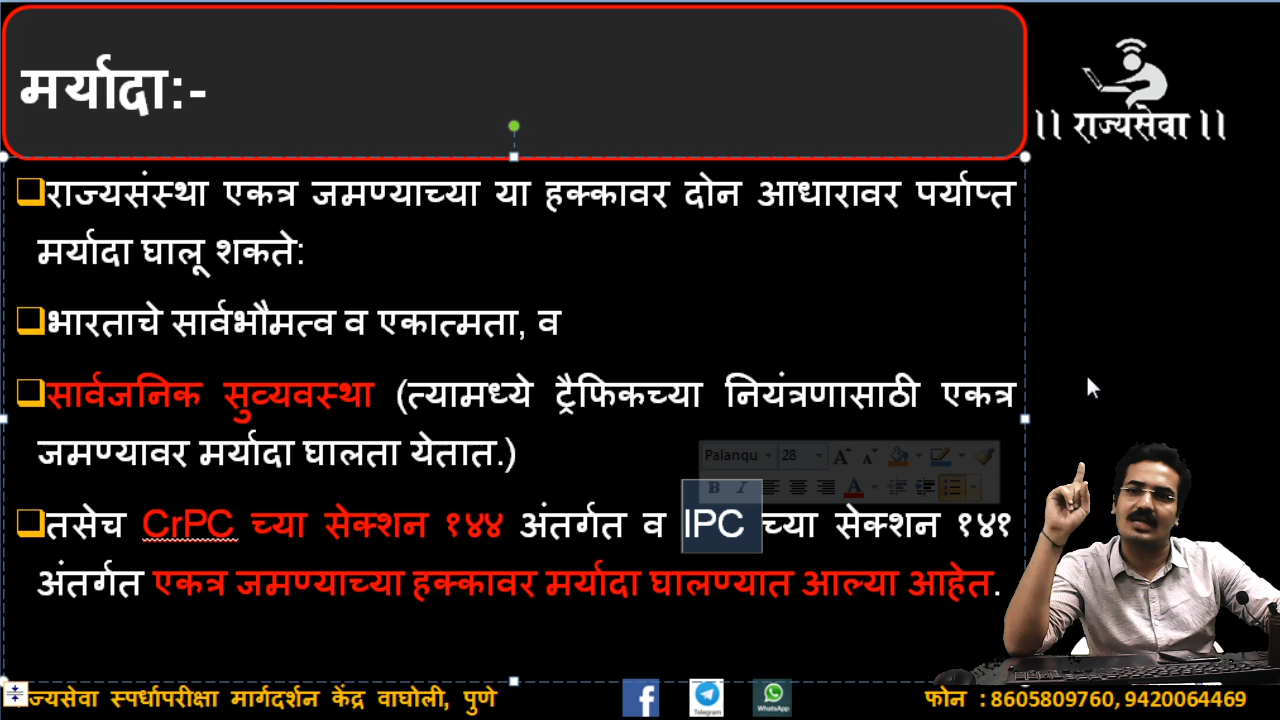 मर्यादा:-
।। राज्यसेवा ।।
राज्यसंस्था एकत्र जमण्याच्या या हक्कावर दोन आधारावर पर्याप्त
मर्यादा घालू शकते:
भारताचे सार्वभौमत्व व एकात्मता, व
सार्वजनिक सुव्यवस्था (त्यामध्ये ट्रैफिकच्या नियंत्रणासाठी एकत्र
जमण्यावर मर्यादा घालता येतात.)
Palanqu 28
B I A
तसेच CrPC च्या सेक्शन १४४ अंतर्गत व IPC च्या सेक्शन १४१
अंतर्गत एकत्र जमण्याच्या हक्कावर मर्यादा घालण्यात आल्या आहेत.
ज्यसेवा स्पर्धापरीक्षा मार्गदर्शन केंद्र वाघोली, पुणे
Telegram
WhatsApp
फोन : 8605809760, 9420064469